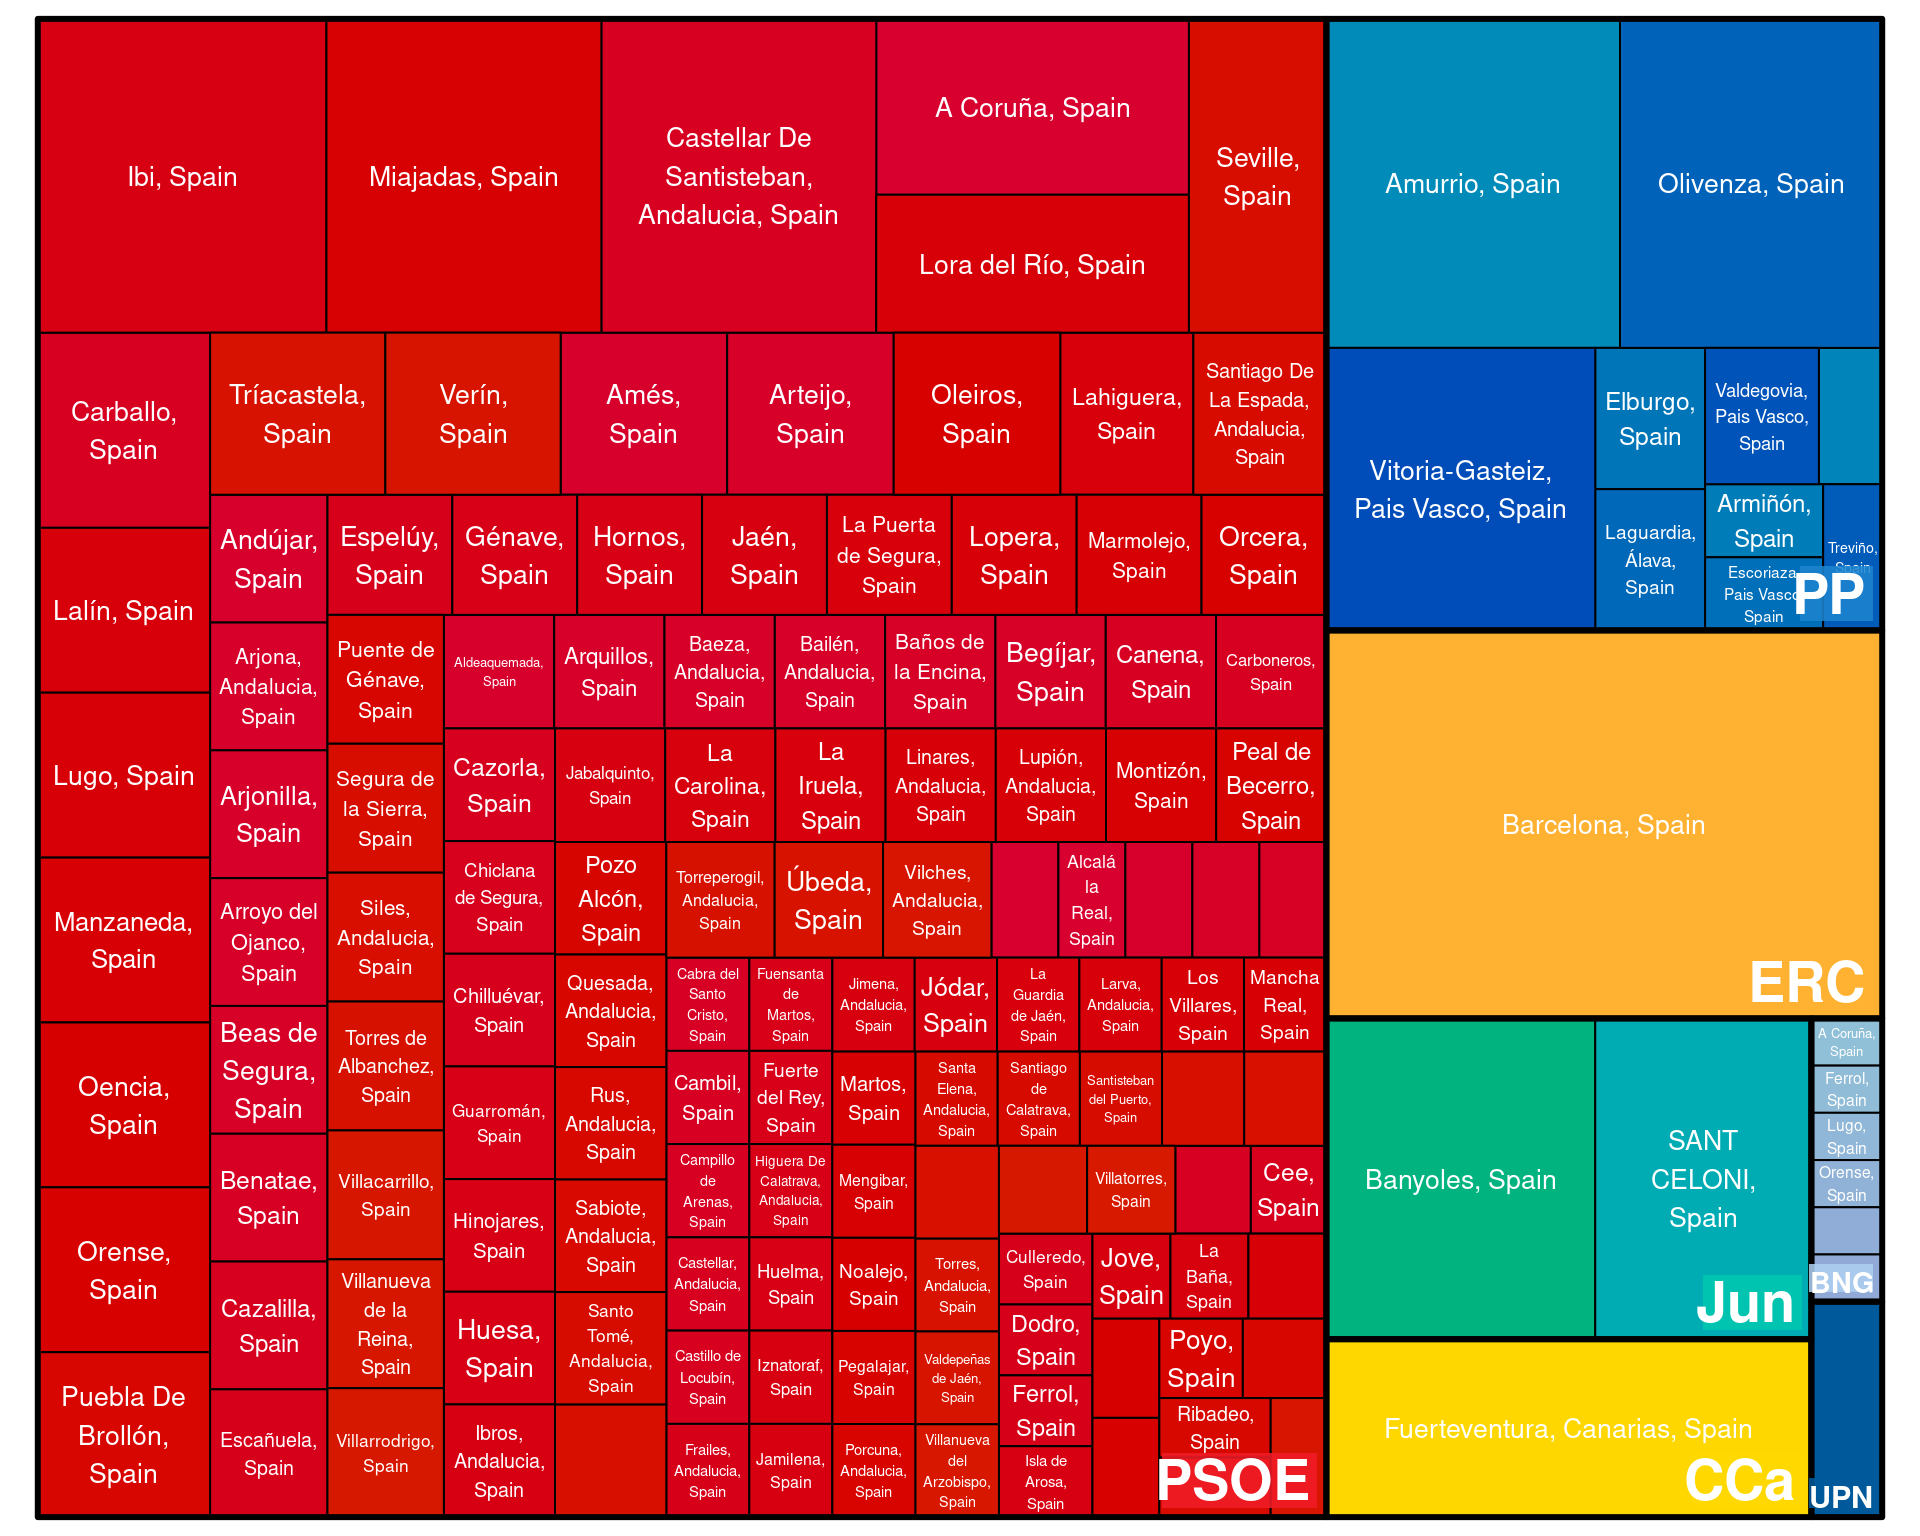 Ibi, Spain
Miajadas, Spain
Castellar De
Santisteban,
Andalucia, Spain
A Coruña, Spain
Lora del Río, Spain
Seville,
Spain
Carballo,
Spain
Tríacastela,
Spain
Verín,
Spain
Amés,
Spain
Arteijo,
Spain
Oleiros,
Spain
Lahiguera,
Spain
Santiago De
La Espada,
Andalucia,
Spain
Lalín, Spain
Lugo, Spain
Manzaneda,
Spain
Oencia,
Spain
Orense,
Spain
Puebla De
Brollón,
Spain
Andújar,
Spain
Espelúy,
Spain
Génave,
Spain
Hornos,
Spain
Jaén,
Spain
La Puerta
de Segura,
Spain
Lopera,
Spain
Marmolejo,
Spain
Orcera,
Spain
Arjona,
Andalucia,
Spain
Arjonilla,
Spain
Arroyo del
Ojanco,
Spain
Beas de
Segura,
Spain
Benatae,
Spain
Cazalilla,
Spain
Escañuela,
Spain
Puente de
Génave,
Spain
Segura de
la Sierra,
Spain
Siles,
Andalucia,
Spain
Torres de
Albanchez,
Spain
Villacarrillo,
Spain
Villanueva
de la
Reina,
Spain
Villarrodrigo,
Spain
Aldeaquemada,
Spain
Arquillos,
Spain
Baeza,
Andalucia,
Spain
Bailén,
Andalucia,
Spain
Baños de
la Encina,
Spain
Begíjar,
Spain
Canena,
Spain
Carboneros,
Spain
Cazorla,
Spain
Jabalquinto,
Spain
La
Carolina,
Spain
La
Iruela,
Spain
Linares,
Andalucia,
Spain
Lupión,
Andalucia,
Spain
Montizón,
Spain
Peal de
Becerro,
Spain
Chiclana
de Segura,
Spain
Chilluévar,
Spain
Guarromán,
Spain
Hinojares,
Spain
Huesa,
Spain
Ibros,
Andalucia,
Spain
Pozo
Alcón,
Spain
Quesada,
Andalucia,
Spain
Rus,
Andalucia,
Spain
Sabiote,
Andalucia,
Spain
Santo
Tomé,
Andalucia,
Spain
Torreperogil,
Andalucia,
Spain
Úbeda,
Spain
Vilches,
Andalucia,
Spain
Alcalá
la
Real,
Spain
Cabra del
Santo
Cristo,
Spain
Fuensanta
de
Martos,
Spain
Jimena,
Andalucia,
Spain
Jódar,
Spain
La
Guardia
de Jaén,
Spain
Larva,
Andalucia,
Spain
Los
Villares,
Spain
Mancha
Real,
Spain
Cambil,
Spain
Fuerte
del Rey,
Spain
Martos,
Spain
Santa
Elena,
Andalucia,
Spain
Santiago
de
Calatrava,
Spain
Santisteban
del Puerto,
Spain
Campillo
de
Arenas,
Spain
Higuera De
Calatrava,
Andalucia,
Spain
Mengibar,
Spain
Villatorres,
Spain
Cee,
Spain
Castellar,
Andalucia,
Spain
Huelma,
Spain
Noalejo,
Spain
Torres,
Andalucia,
Spain
Culleredo,
Spain
Jove,
Spain
La
Baña,
Spain
Castillo de
Locubín,
Spain
Iznatoraf,
Spain
Pegalajar,
Spain
Valdepeñas
de Jaén,
Spain
Dodro,
Spain
Poyo,
Spain
Ferrol,
Spain
Frailes,
Andalucia,
Spain
Jamilena,
Spain
Porcuna,
Andalucia,
Spain
Villanueva
del
Arzobispo,
Spain
Isla de
Arosa,
Spain
Ribadeo,
Spain
PSOE
Amurrio, Spain
Olivenza, Spain
Vitoria-Gasteiz,
Pais Vasco, Spain
Elburgo,
Spain
Valdegovia,
Pais Vasco,
Spain
Laguardia,
Álava,
Spain
Armiñón,
Spain
Escoriaza,
Pais Vasco,
Spain
Treviño,
Spain
PP
Barcelona, Spain
ERC
Banyoles, Spain
SANT
CELONI,
Spain
Jun
A Coruña,
Spain
Ferrol,
Spain
Lugo,
Spain
Orense,
Spain
BNG
Fuerteventura, Canarias, Spain
CCa
UPN